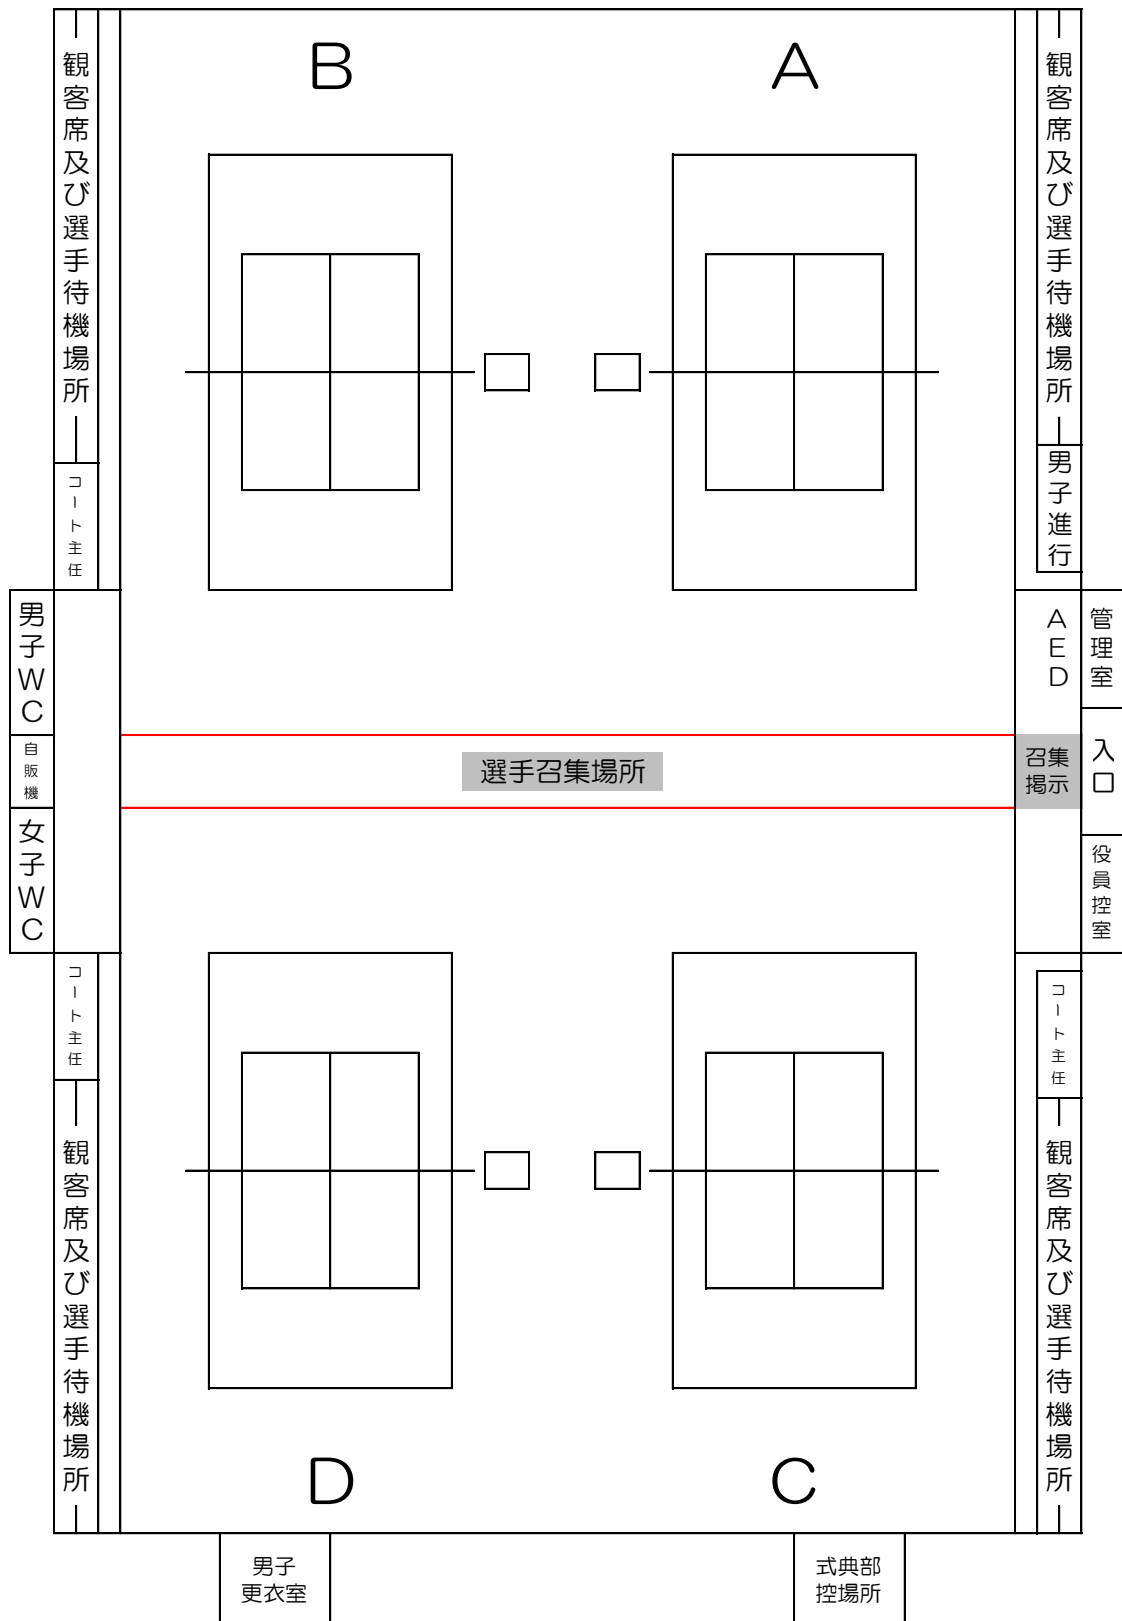 B
A
観客席及び選手待機場所
観客席及び選手待機場所
コート主任
男子進行
男子WC
AED
管理室
自販機
選手召集場所
召集
掲示
入口
女子WC
役員控室
コート主任
コート主任
観客席及び選手待機場所
観客席及び選手待機場所
D
C
男子
更衣室
式典部
控場所